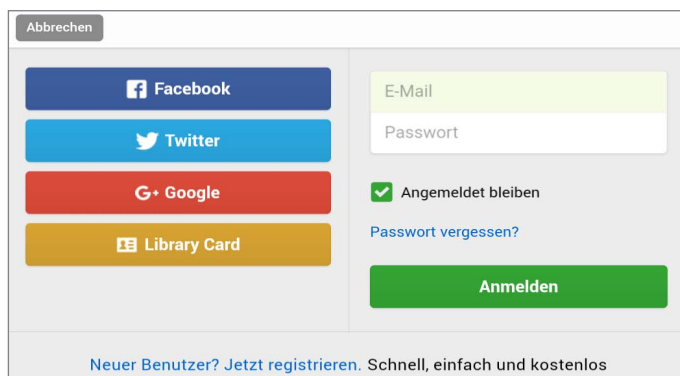 Abbrechen
Facebook
Twitter
G+ Google
Library Card
E-Mail
Passwort
Angemeldet bleiben
Passwort vergessen?
Anmelden
Neuer Benutzer? Jetzt registrieren. Schnell, einfach und kostenlos